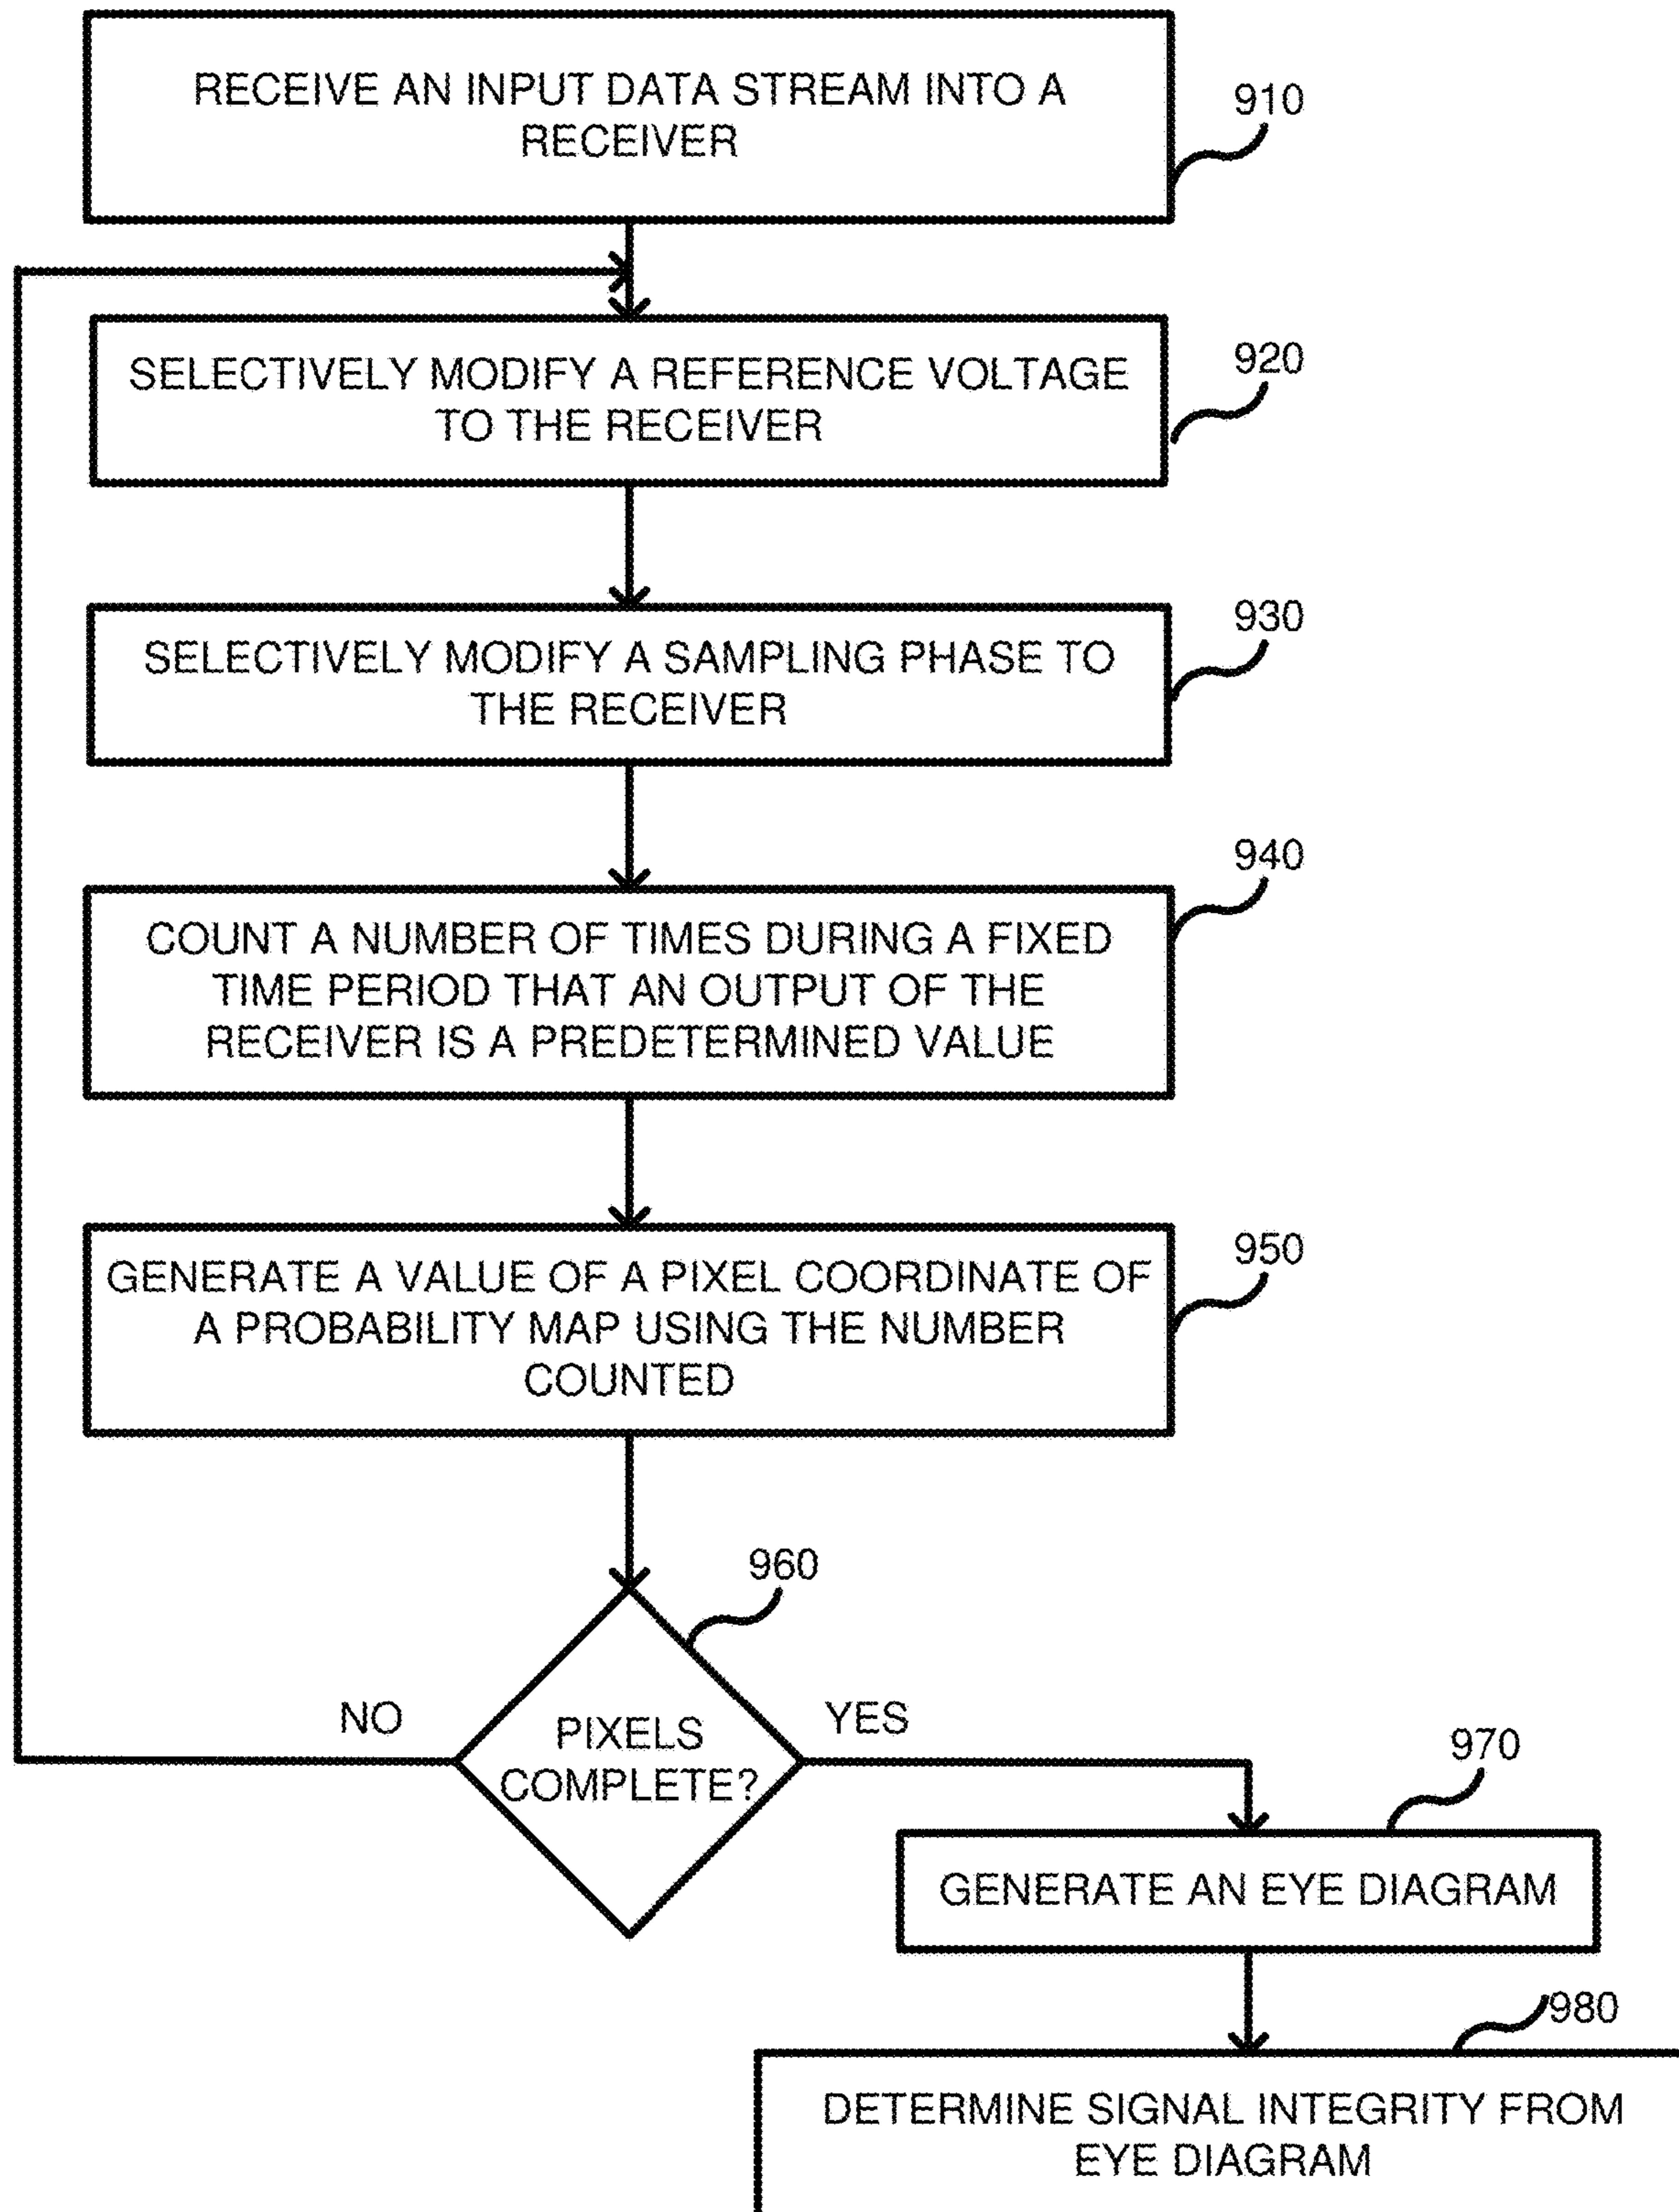 RECEIVE AN INPUT DATA STREAM INTO A
RECEIVER
910
SELECTIVELY MODIFY A REFERENCE VOLTAGE
TO THE RECEIVER
920
SELECTIVELY MODIFY A SAMPLING PHASE TO
THE RECEIVER
930
COUNT A NUMBER OF TIMES DURING A FIXED
TIME PERIOD THAT AN OUTPUT OF THE
RECEIVER IS A PREDETERMINED VALUE
940
GENERATE A VALUE OF A PIXEL COORDINATE OF
A PROBABILITY MAP USING THE NUMBER
COUNTED
950
960
NO
PIXELS
COMPLETE?
YES
970
GENERATE AN EYE DIAGRAM
980
DETERMINE SIGNAL INTEGRITY FROM
EYE DIAGRAM